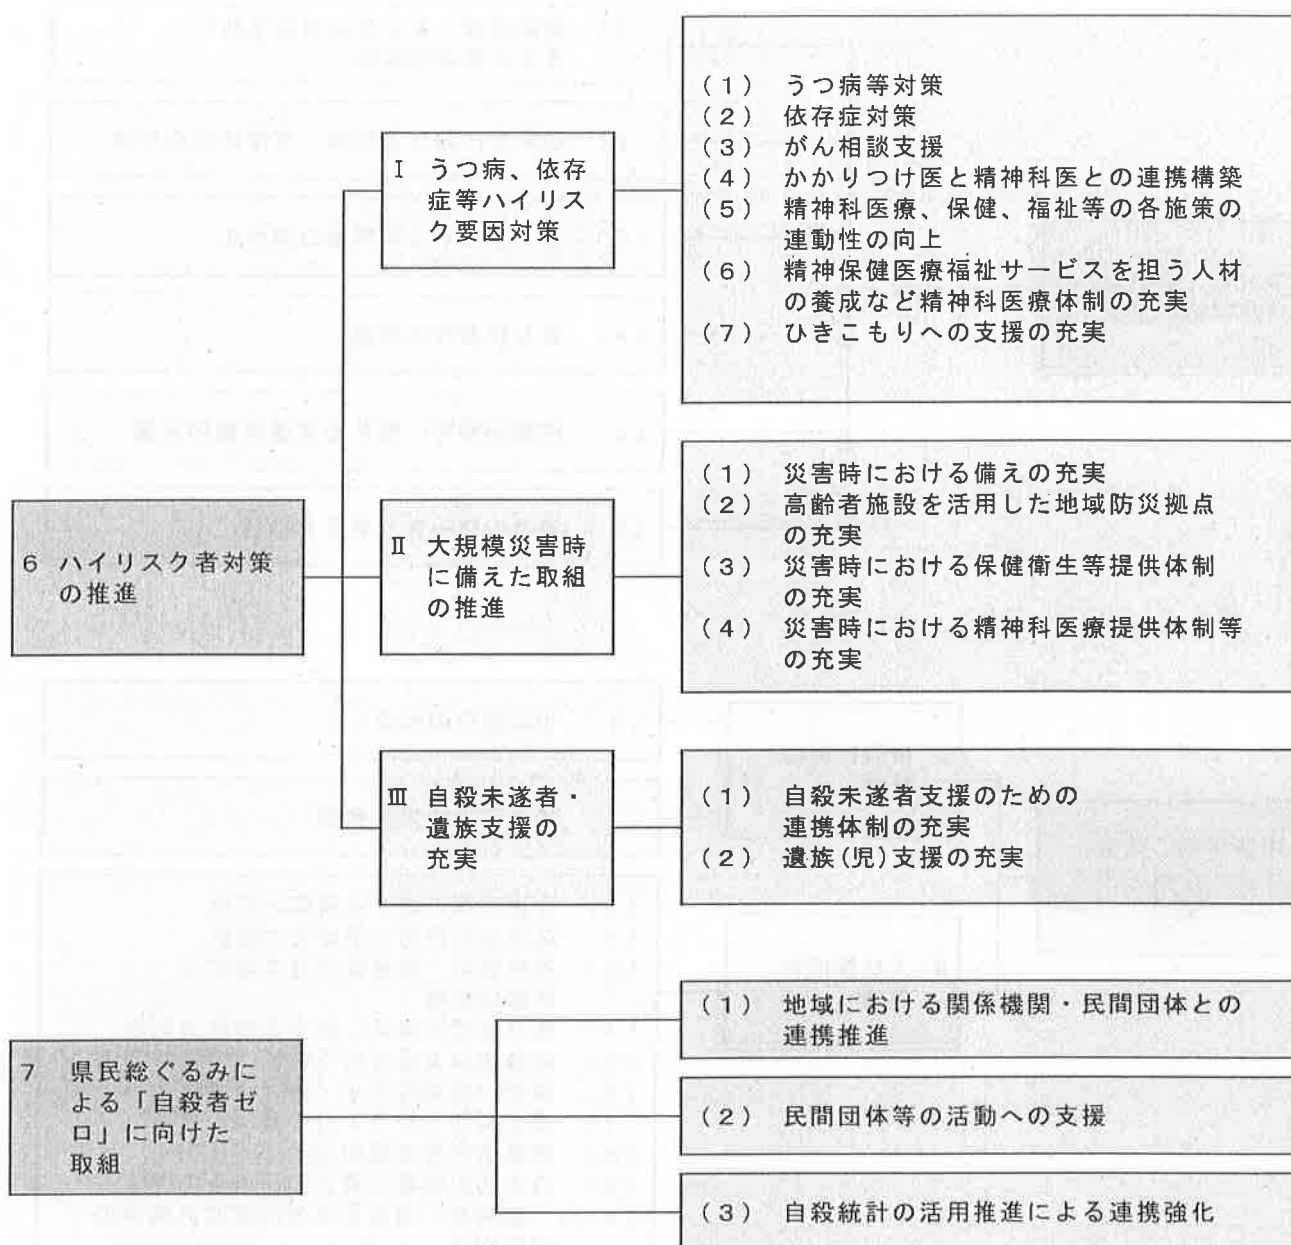 6 ハイリスク者対策
の推進
Ⅰ うつ病、依存
症等ハイリス
ク要因対策
(1) うつ病等対策
(2) 依存症対策
(3) がん相談支援
(4) かかりつけ医と精神科医との連携構築
(5) 精神科医療、保健、福祉等の各施策の
連動性の向上
(6) 精神保健医療福祉サービスを担う人材
の養成など精神科医療体制の充実
(7) ひきこもりへの支援の充実
Ⅱ 大規模災害時
に備えた取組
の推進
(1) 災害時における備えの充実
(2) 高齢者施設を活用した地域防災拠点
の充実
(3) 災害時における保健衛生等提供体制
の充実
(4) 災害時における精神科医療提供体制等
の充実
Ⅲ 自殺未遂者・
遺族支援の
充実
(1) 自殺未遂者支援のための
連携体制の充実
(2) 遺族(児)支援の充実
7 県民総ぐるみに
よる「自殺者ゼ
ロ」に向けた
取組
(1) 地域における関係機関・民間団体との
連携推進
(2) 民間団体等の活動への支援
(3) 自殺統計の活用推進による連携強化